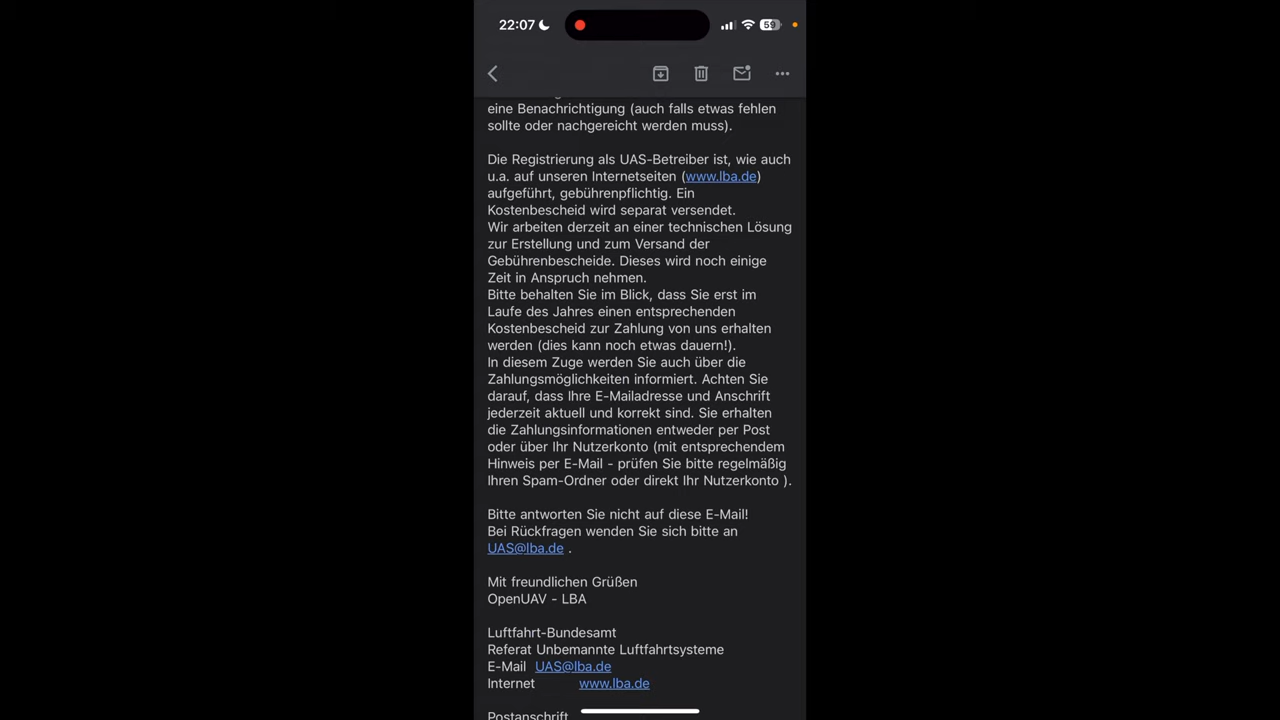 22:07
59
eine Benachrichtigung (auch falls etwas fehlen
sollte oder nachgereicht werden muss).
Die Registrierung als UAS-Betreiber ist, wie auch
u.a. auf unseren Internetseiten (www.lba.de)
aufgeführt, gebührenpflichtig. Ein
Kostenbescheid wird separat versendet.
Wir arbeiten derzeit an einer technischen Lösung
zur Erstellung und zum Versand der
Gebührenbescheide. Dieses wird noch einige
Zeit in Anspruch nehmen.
Bitte behalten Sie im Blick, dass Sie erst im
Laufe des Jahres einen entsprechenden
Kostenbescheid zur Zahlung von uns erhalten
werden (dies kann noch etwas dauern!).
In diesem Zuge werden Sie auch über die
Zahlungsmöglichkeiten informiert. Achten Sie
darauf, dass Ihre E-Mailadresse und Anschrift
jederzeit aktuell und korrekt sind. Sie erhalten
die Zahlungsinformationen entweder per Post
oder über Ihr Nutzerkonto (mit entsprechendem
Hinweis per E-Mail - prüfen Sie bitte regelmäßig
Ihren Spam-Ordner oder direkt Ihr Nutzerkonto ).
Bitte antworten Sie nicht auf diese E-Mail!
Bei Rückfragen wenden Sie sich bitte an
UAS@lba.de .
Mit freundlichen Grüßen
OpenUAV - LBA
Luftfahrt-Bundesamt
Referat Unbemannte Luftfahrtsysteme
E-Mail UAS@lba.de
Internet www.lba.de
Postanschrift